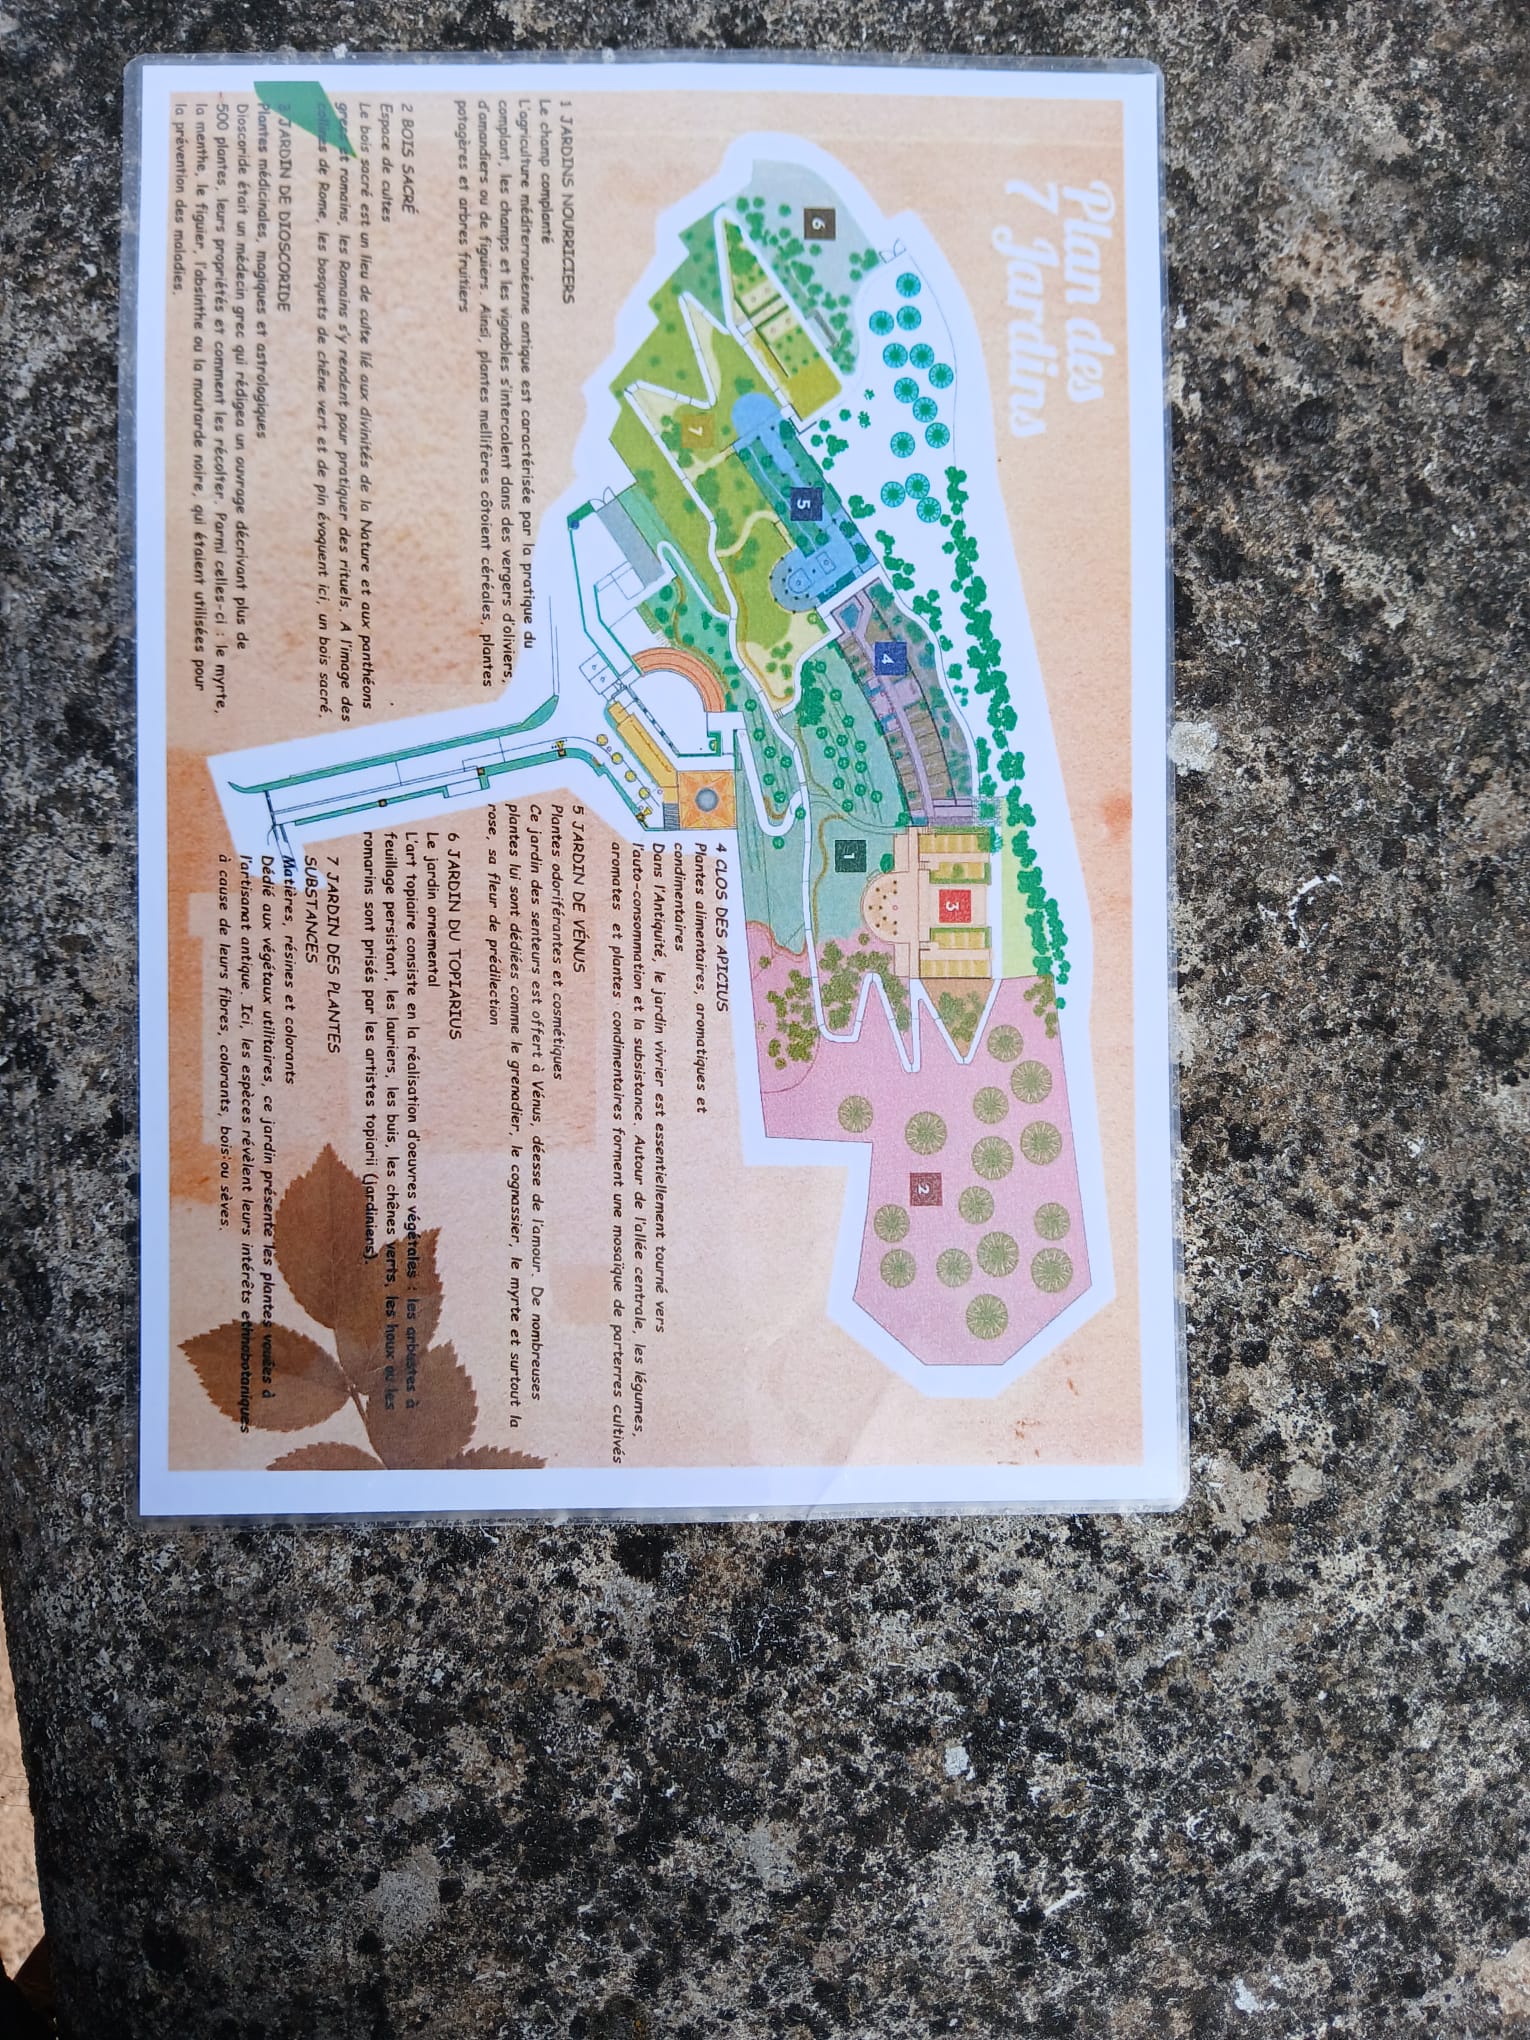 Plan des
7 Jardins
6
7
5
4
1
3
2
1 JARDINS NOURRICIERS
Le champ complanté
L'agriculture méditerranéenne antique est caractérisée par la pratique du
complant, les champs et les vignobles s'intercalent dans des vergers d'oliviers,
d'amandiers ou de figuiers. Ainsi, plantes mellifères côtoient céréales, plantes
potagères et arbres fruitiers
2 BOIS SACRÉ
Espace de cultes
Le bois sacré est un lieu de culte lié aux divinités de la Nature et aux panthéons
grecs et romains, les Romains s'y rendent pour pratiquer des rituels. A l'image des
collines de Rome, les bosquets de chêne vert et de pin évoquent ici, un bois sacré.
3 JARDIN DE DIOSCORIDE
Plantes médicinales, magiques et astrologiques
Dioscoride était un médecin grec qui rédigea un ouvrage décrivant plus de
500 plantes, leurs propriétés et comment les récolter. Parmi celles-ci : le myrte,
la menthe, le figuier, l'absinthe ou la moutarde noire, qui étaient utilisées pour
la prévention des maladies.
4 CLOS DES APICIUS
Plantes alimentaires, aromatiques et
condimentaires
Dans l'Antiquité, le jardin vivrier est essentiellement tourné vers
l'auto-consommation et la subsistance. Autour de l'allée centrale, les légumes,
aromates et plantes condimentaires forment une mosaïque de parterres cultivés
5 JARDIN DE VÉNUS
Plantes odoriférantes et cosmétiques
Ce jardin des senteurs est offert à Vénus, déesse de l'amour. De nombreuses
plantes lui sont dédiées comme le grenadier, le cognassier, le myrte et surtout la
rose, sa fleur de prédilection
6 JARDIN DU TOPIARIUS
Le jardin ornemental
L'art topiaire consiste en la réalisation d'oeuvres végétales : les arbustes à
feuillage persistant, les lauriers, les buis, les chênes verts, les houx ou les
romarins sont prisés par les artistes topiarii (jardiniers).
7 JARDIN DES PLANTES
SUBSTANCES
Matières, résines et colorants
Dédié aux végétaux utilitaires, ce jardin présente les plantes vouées à
l'artisanat antique. Ici, les espèces révèlent leurs intérêts ethnobotaniques
à cause de leurs fibres, colorants, bois ou sèves.